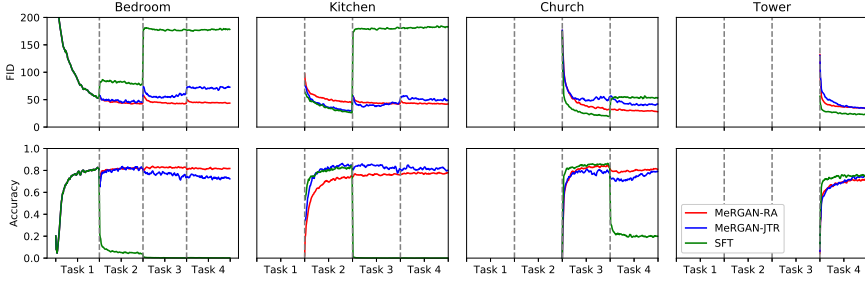 Bedroom Kitchen Church Tower
200
150
100
50
0
FID
1.0
0.8
0.6
0.4
0.2
0.0
Accuracy
MeRGAN-RA
MeRGAN-JTR
SFT
Task 1 Task 2 Task 3 Task 4 Task 1 Task 2 Task 3 Task 4 Task 1 Task 2 Task 3 Task 4 Task 1 Task 2 Task 3 Task 4